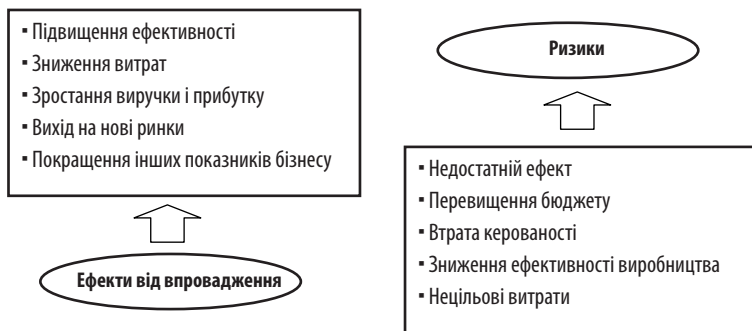 ▪ Підвищення ефективності
▪ Зниження витрат
▪ Зростання виручки і прибутку
▪ Вихід на нові ринки
▪ Покращення інших показників бізнесу
Ефекти від впровадження
Ризики
▪ Недостатній ефект
▪ Перевищення бюджету
▪ Втрата керованості
▪ Зниження ефективності виробництва
▪ Нецільові витрати